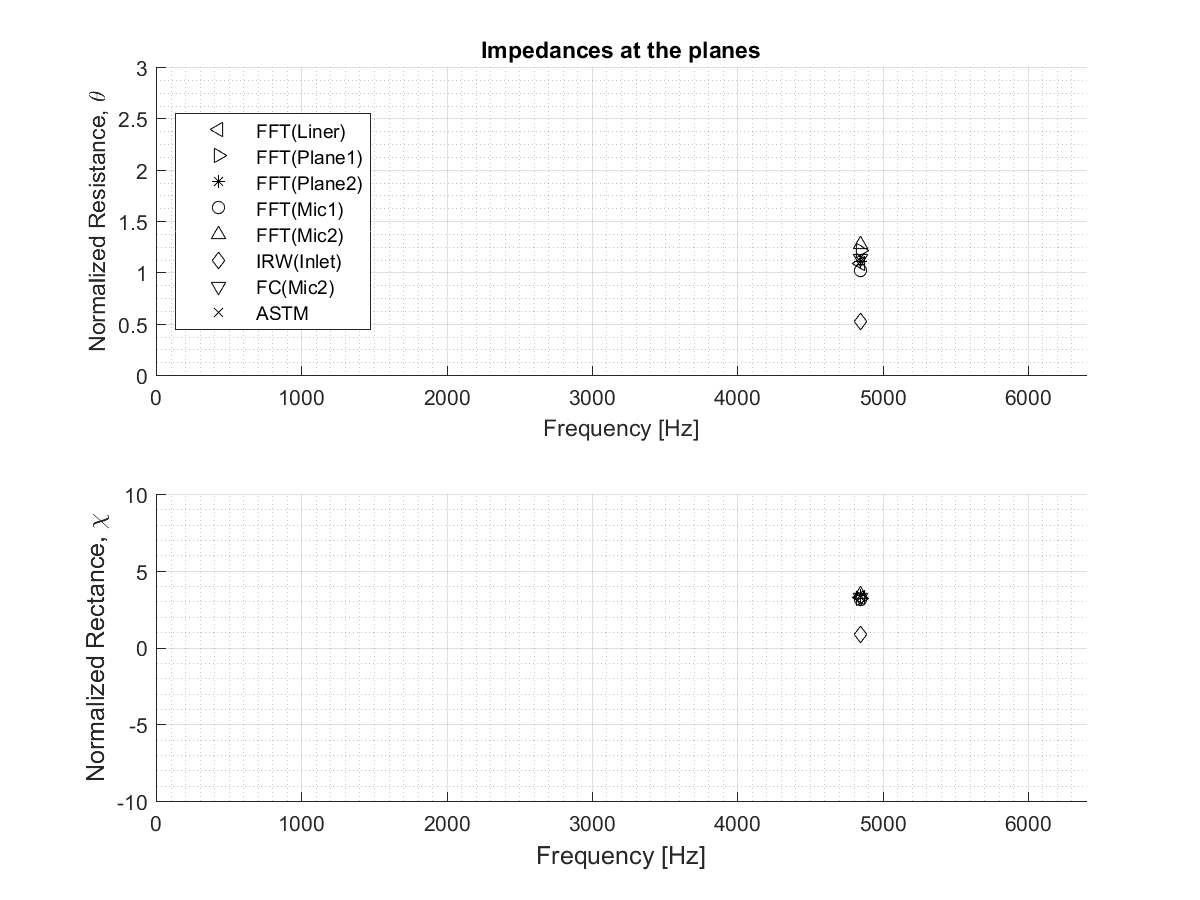 Impedances at the planes
Normalized Resistance, θ
3
2.5
2
1.5
1
0.5
0
FFT(Liner)
FFT(Plane1)
FFT(Plane2)
FFT(Mic1)
FFT(Mic2)
IRW(Inlet)
FC(Mic2)
ASTM
0 1000 2000 3000 4000 5000 6000
Frequency [Hz]
Normalized Rectance, χ
10
5
0
-5
-10
0 1000 2000 3000 4000 5000 6000
Frequency [Hz]